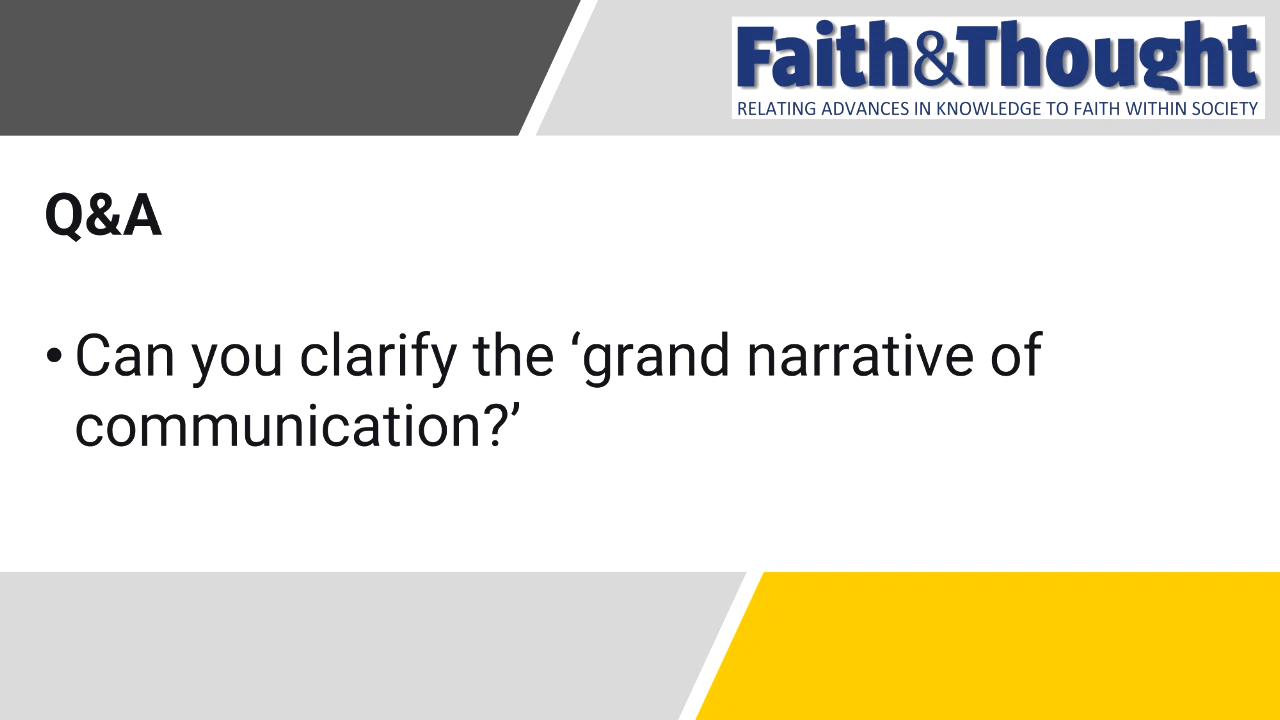 Faith&Thought
RELATING ADVANCES IN KNOWLEDGE TO FAITH WITHIN SOCIETY
Q&A
• Can you clarify the ‘grand narrative of
communication?’